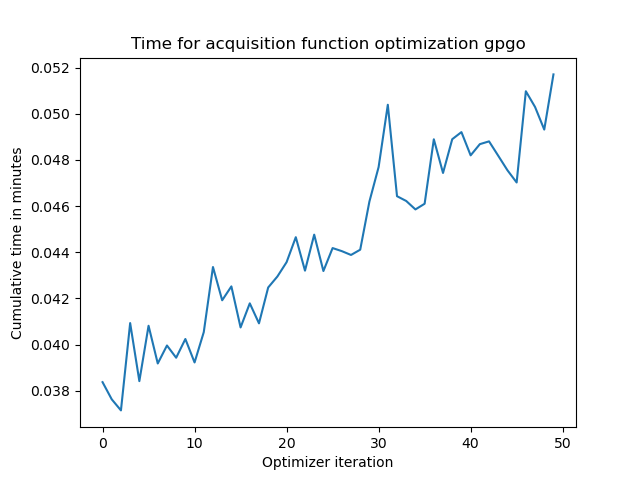 Time for acquisition function optimization gpgo
Cumulative time in minutes
0.052
0.050
0.048
0.046
0.044
0.042
0.040
0.038
0 10 20 30 40 50
Optimizer iteration